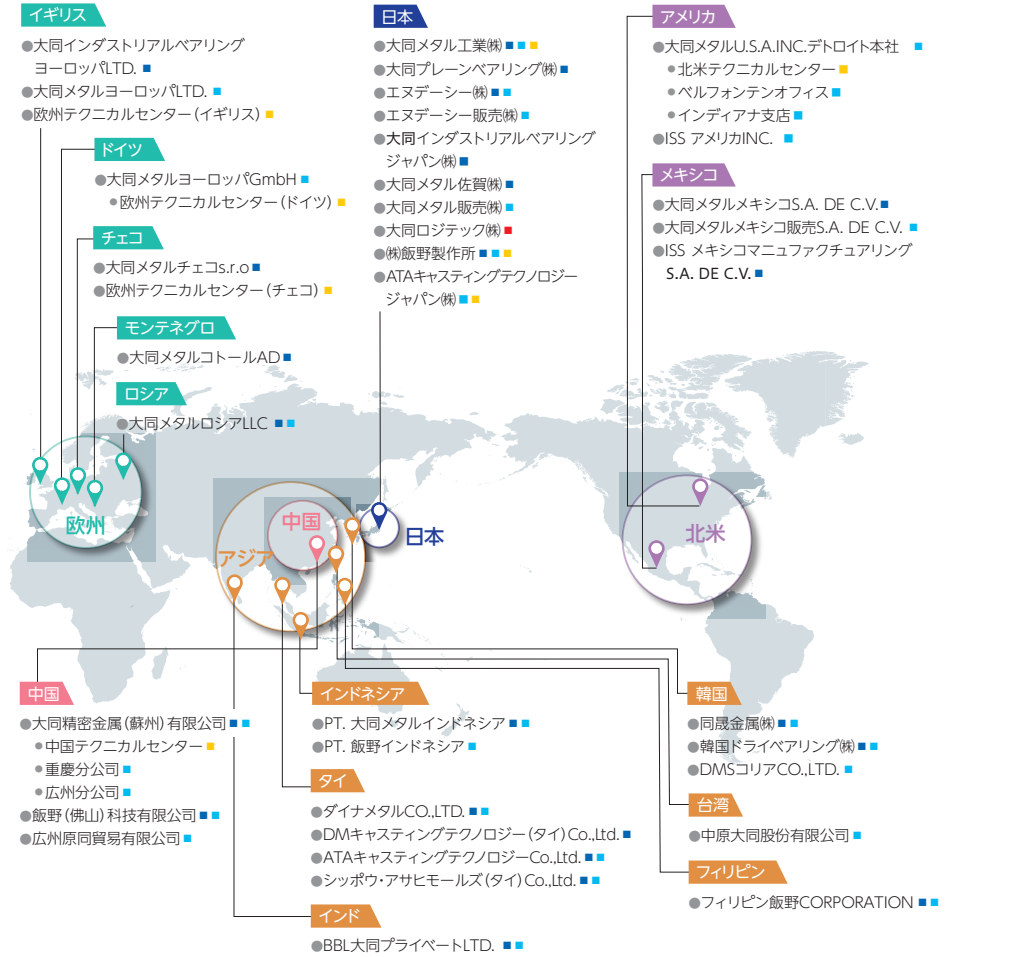 イギリス
●大同インダストリアルベアリング
ヨーロッパLTD. ■
●大同メタルヨーロッパLTD. ■
●欧州テクニカルセンター（イギリス） ■
ドイツ
●大同メタルヨーロッパGmbH ■
●欧州テクニカルセンター（ドイツ） ■
チェコ
●大同メタルチェコs.r.o ■
●欧州テクニカルセンター（チェコ） ■
モンテネグロ
●大同メタルコトールAD ■
ロシア
●大同メタルロシアLLC ■ ■
日本
●大同メタル工業㈱ ■ ■ ■
●大同プレーンベアリング㈱ ■
●エヌデーシー㈱ ■ ■
●エヌデーシー販売㈱ ■
●大同インダストリアルベアリング
ジャパン㈱ ■
●大同メタル佐賀㈱ ■
●大同メタル販売㈱ ■
●大同ロジテック㈱ ■
●㈱飯野製作所 ■ ■ ■
●ATAキャスティングテクノロジー
ジャパン㈱ ■ ■
アメリカ
●大同メタルU.S.A.INC.デトロイト本社 ■
●北米テクニカルセンター ■
●ベルフォンテンオフィス ■
●インディアナ支店 ■
●ISS アメリカINC. ■
メキシコ
●大同メタルメキシコS.A. DE C.V. ■
●大同メタルメキシコ販売S.A. DE C.V. ■
●ISS メキシコマニュファクチュアリング
S.A. DE C.V. ■
欧州
中国
アジア
日本
北米
中国
●大同精密金属（蘇州）有限公司 ■ ■
●中国テクニカルセンター ■
●重慶分公司 ■
●広州分公司 ■
●飯野（佛山）科技有限公司 ■ ■
●広州原同貿易有限公司 ■
インドネシア
●PT. 大同メタルインドネシア ■ ■
●PT. 飯野インドネシア ■
タイ
●ダイナメタルCO.,LTD. ■ ■
●DMキャスティングテクノロジー（タイ）Co.,Ltd. ■
●ATAキャスティングテクノロジーCo.,Ltd. ■ ■
●シッポウ・アサヒモールズ（タイ）Co.,Ltd. ■ ■
インド
●BBL大同プライベートLTD. ■ ■
韓国
●同晟金属㈱ ■ ■
●韓国ドライベアリング㈱ ■ ■
●DMSコリアCO.,LTD. ■
台湾
●中原大同股份有限公司 ■
フィリピン
●フィリピン飯野CORPORATION ■ ■